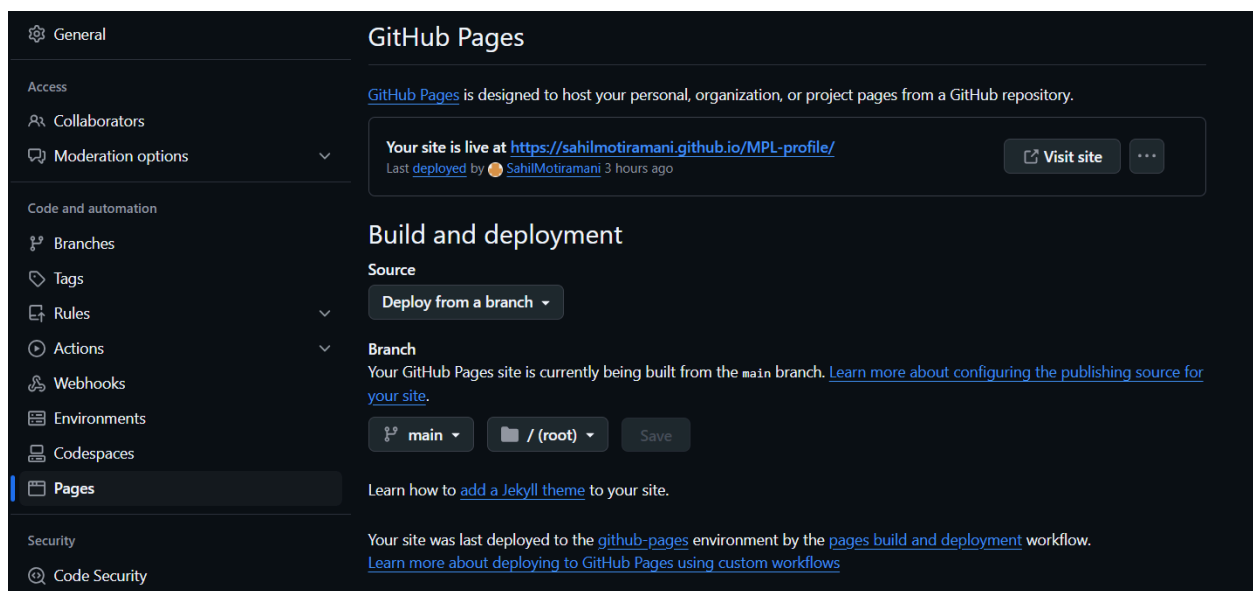 General
Access
Collaborators
Moderation options
Code and automation
Branches
Tags
Rules
Actions
Webhooks
Environments
Codespaces
Pages
Security
Code Security
GitHub Pages
GitHub Pages is designed to host your personal, organization, or project pages from a GitHub repository.
Your site is live at https://sahilmotiramani.github.io/MPL-profile/
Last deployed by SahilMotiramani 3 hours ago
Visit site
Build and deployment
Source
Deploy from a branch
Branch
Your GitHub Pages site is currently being built from the main branch. Learn more about configuring the publishing source for
your site.
main
/ (root)
Save
Learn how to add a Jekyll theme to your site.
Your site was last deployed to the github-pages environment by the pages build and deployment workflow.
Learn more about deploying to GitHub Pages using custom workflows